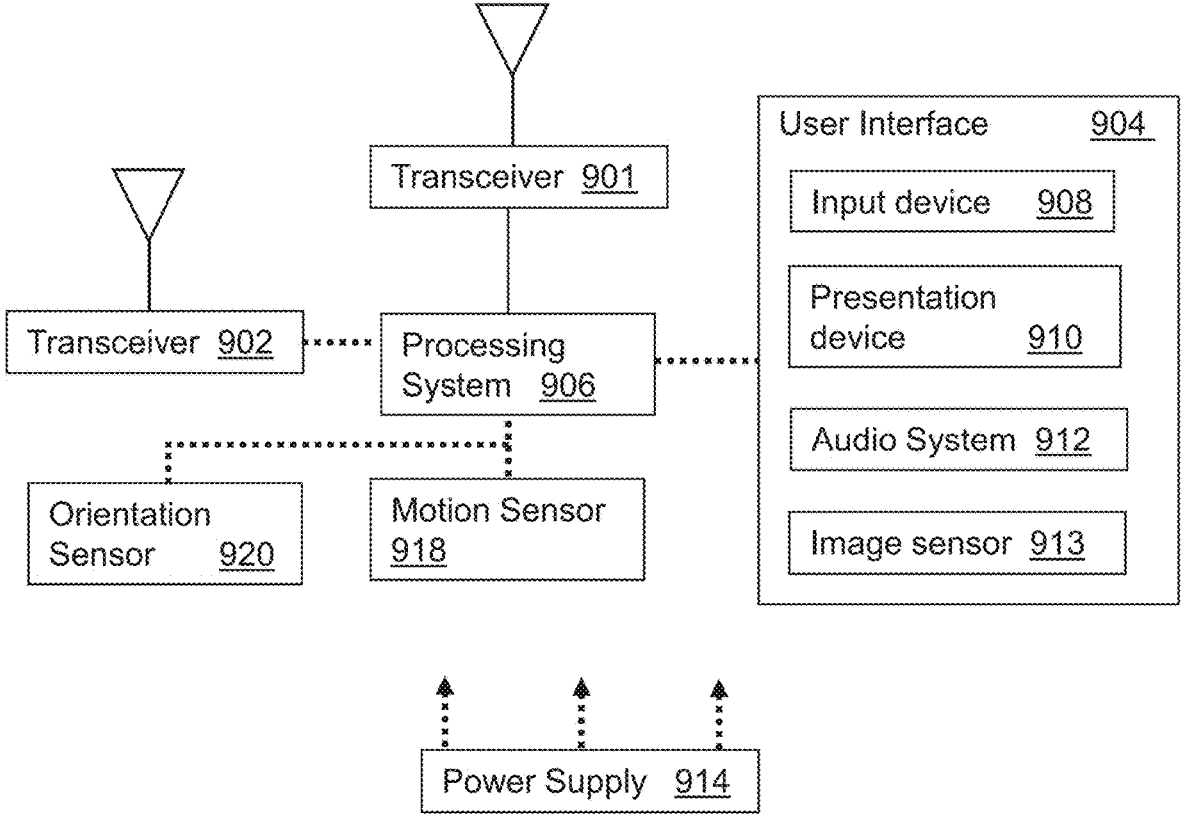 Transceiver 901
Transceiver 902
Processing
System 906
Orientation
Sensor 920
Motion Sensor
918
User Interface 904
Input device 908
Presentation
device 910
Audio System 912
Image sensor 913
Power Supply 914